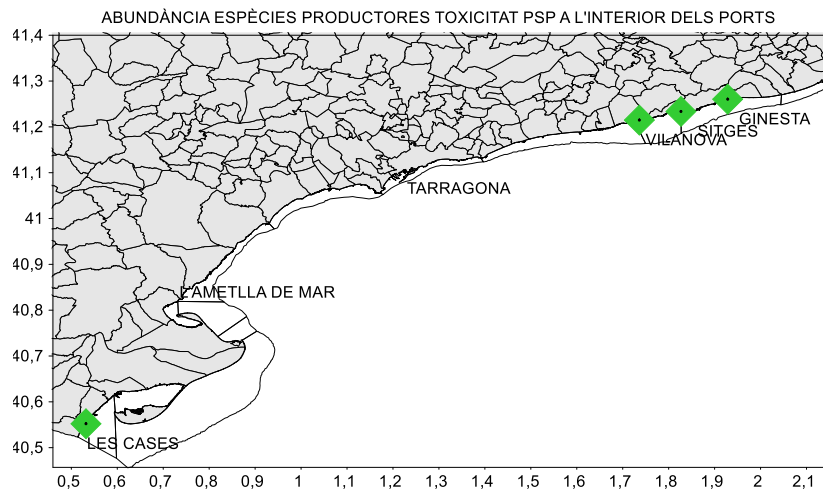 ABUNDÀNCIA ESPÈCIES PRODUCTORES TOXICITAT PSP A L'INTERIOR DELS PORTS
41,4
41,3
41,2
41,1
41
40,9
40,8
40,7
40,6
40,5
GINESTA
SITGES
VILANOVA
TARRAGONA
L'AMETLLA DE MAR
LES CASES
0,5 0,6 0,7 0,8 0,9 1 1,1 1,2 1,3 1,4 1,5 1,6 1,7 1,8 1,9 2 2,1